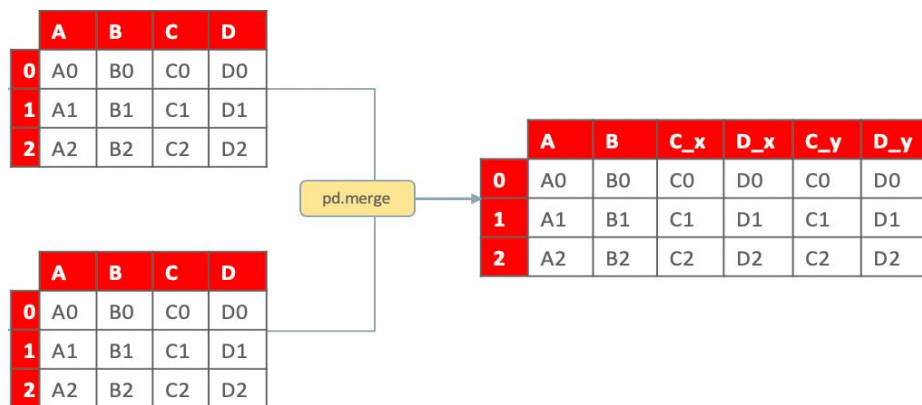 A B C D
0 A0 B0 C0 D0
1 A1 B1 C1 D1
2 A2 B2 C2 D2
pd.merge
A B C D
0 A0 B0 C0 D0
1 A1 B1 C1 D1
2 A2 B2 C2 D2
A B C_x D_x C_y D_y
0 A0 B0 C0 D0 C0 D0
1 A1 B1 C1 D1 C1 D1
2 A2 B2 C2 D2 C2 D2